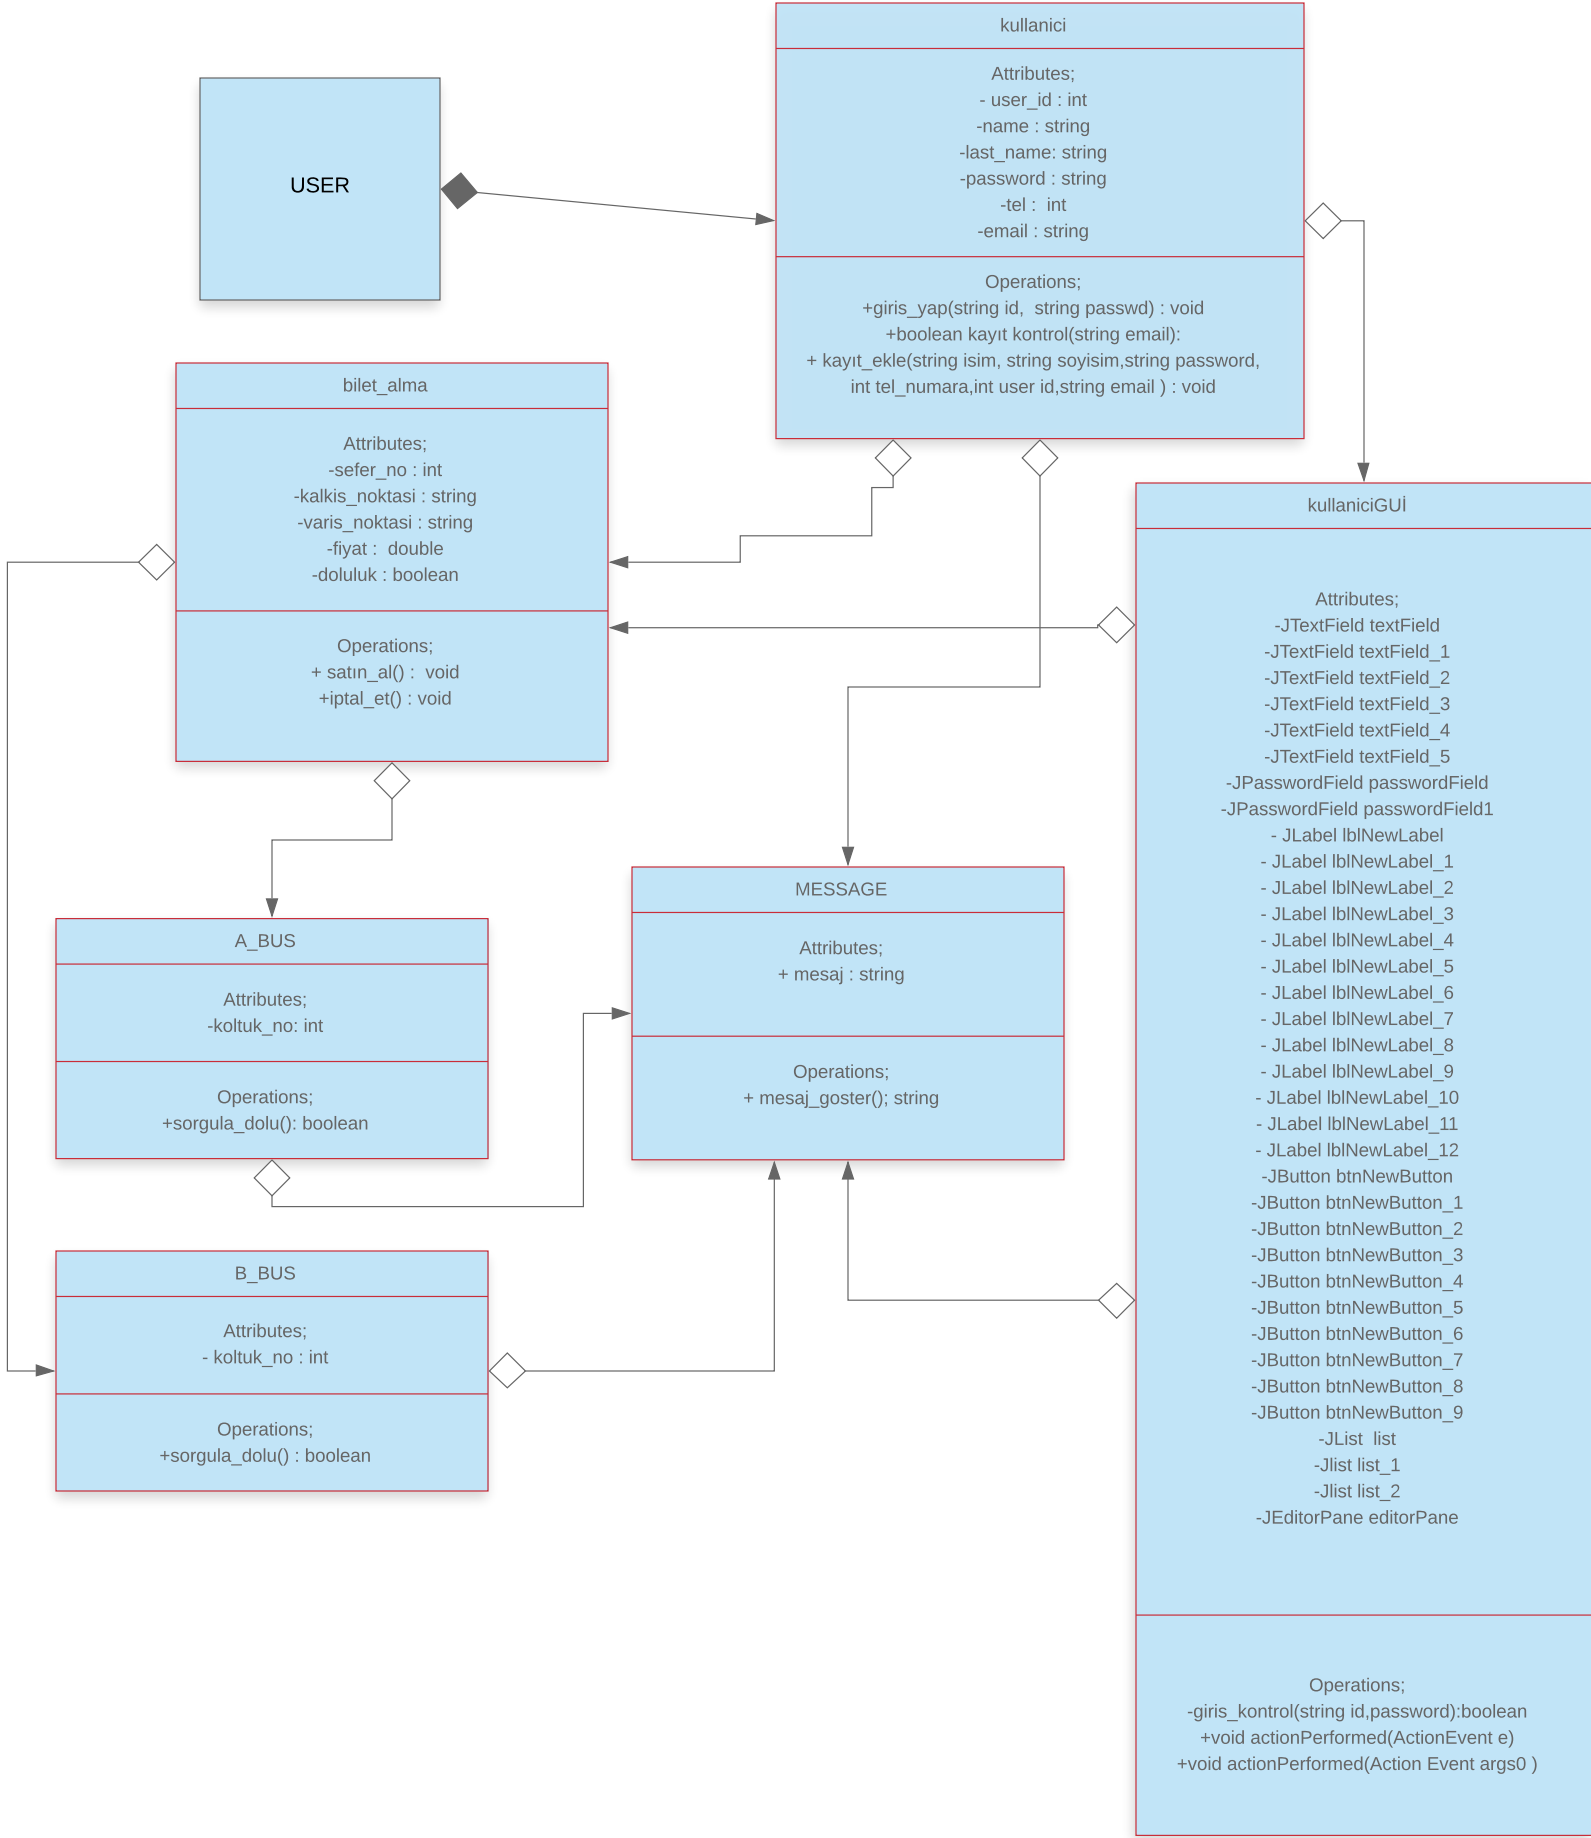 USER
kullanici
Attributes;
- user_id : int
-name : string
-last_name: string
-password : string
-tel :  int
-email : string
Operations;
+giris_yap(string id,  string passwd) : void
+boolean kayıt kontrol(string email):
+ kayıt_ekle(string isim, string soyisim,string password,
int tel_numara,int user id,string email ) : void
bilet_alma
Attributes;
-sefer_no : int
-kalkis_noktasi : string
-varis_noktasi : string
-fiyat :  double
-doluluk : boolean
Operations;
+ satın_al() :  void
+iptal_et() : void
kullaniciGUİ
Attributes;
-JTextField textField
-JTextField textField_1
-JTextField textField_2
-JTextField textField_3
-JTextField textField_4
-JTextField textField_5
-JPasswordField passwordField
-JPasswordField passwordField1
- JLabel lblNewLabel
- JLabel lblNewLabel_1
- JLabel lblNewLabel_2
- JLabel lblNewLabel_3
- JLabel lblNewLabel_4
- JLabel lblNewLabel_5
- JLabel lblNewLabel_6
- JLabel lblNewLabel_7
- JLabel lblNewLabel_8
- JLabel lblNewLabel_9
- JLabel lblNewLabel_10
- JLabel lblNewLabel_11
- JLabel lblNewLabel_12
-JButton btnNewButton
-JButton btnNewButton_1
-JButton btnNewButton_2
-JButton btnNewButton_3
-JButton btnNewButton_4
-JButton btnNewButton_5
-JButton btnNewButton_6
-JButton btnNewButton_7
-JButton btnNewButton_8
-JButton btnNewButton_9
-JList  list
-Jlist list_1
-Jlist list_2
-JEditorPane editorPane
Operations;
-giris_kontrol(string id,password):boolean
+void actionPerformed(ActionEvent e)
+void actionPerformed(Action Event args0 )
MESSAGE
Attributes;
+ mesaj : string
Operations;
+ mesaj_goster(); string
A_BUS
Attributes;
-koltuk_no: int
Operations;
+sorgula_dolu(): boolean
B_BUS
Attributes;
- koltuk_no : int
Operations;
+sorgula_dolu() : boolean